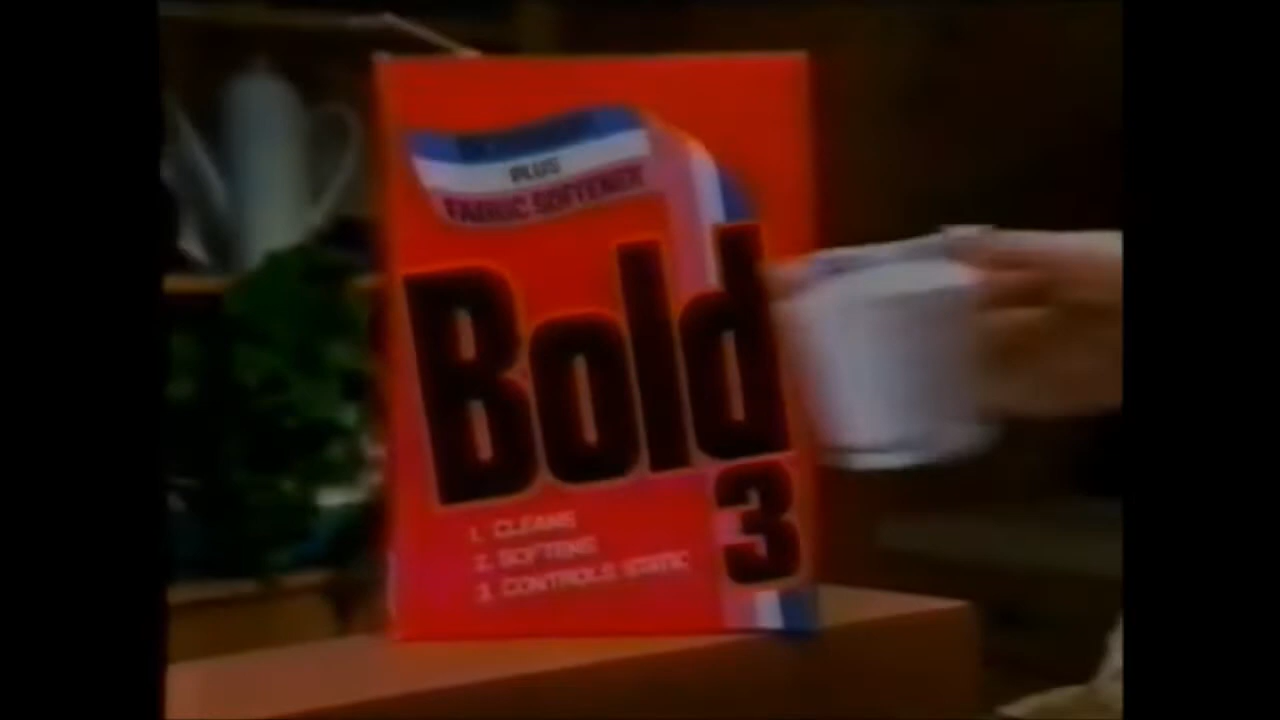 PLUS
FABRIC SOFTENER
Bold
3
1. CLEANS
2. SOFTENS
3. CONTROLS STATIC